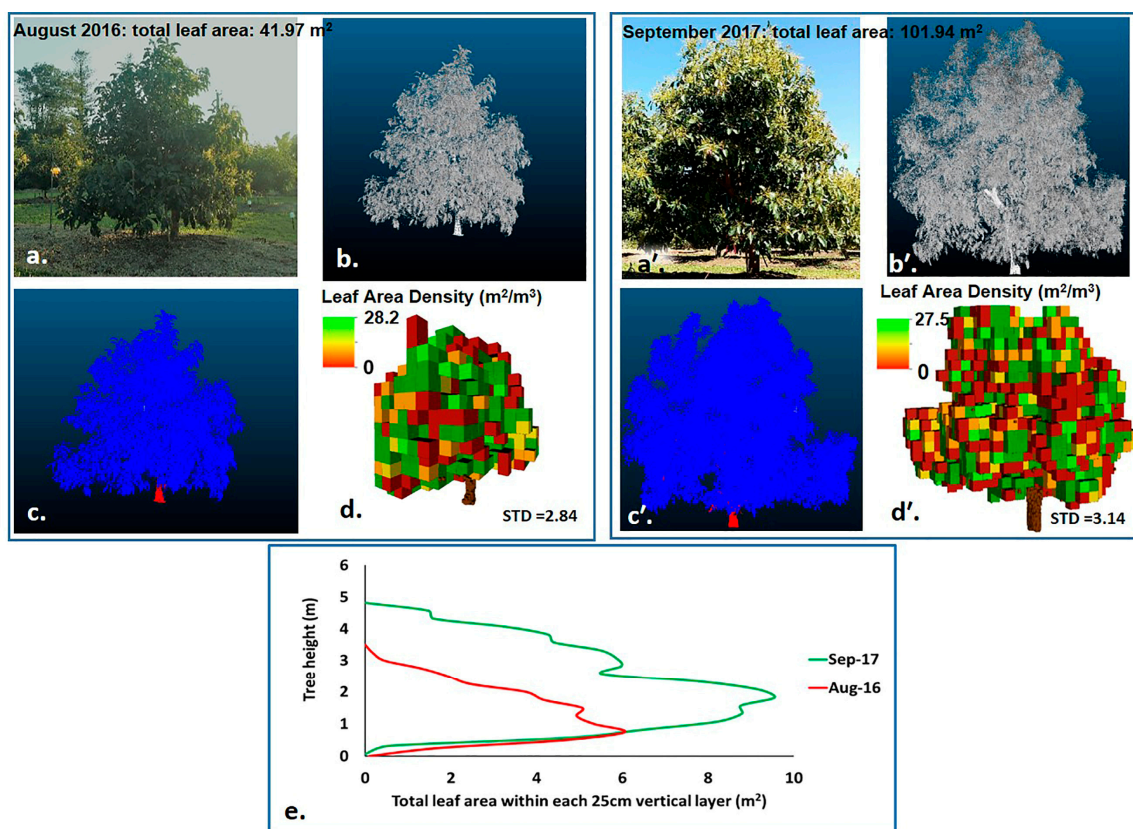 August 2016: total leaf area: 41.97 m²
a.
b.
c.
Leaf Area Density (m²/m³)
28.2
0
d.
STD =2.84
September 2017: total leaf area: 101.94 m²
a'.
b'.
c'.
Leaf Area Density (m²/m³)
27.5
0
d'.
STD =3.14
6
5
4
3
2
1
0
Tree height (m)
Sep-17
Aug-16
0 2 4 6 8 10
Total leaf area within each 25cm vertical layer (m²)
e.